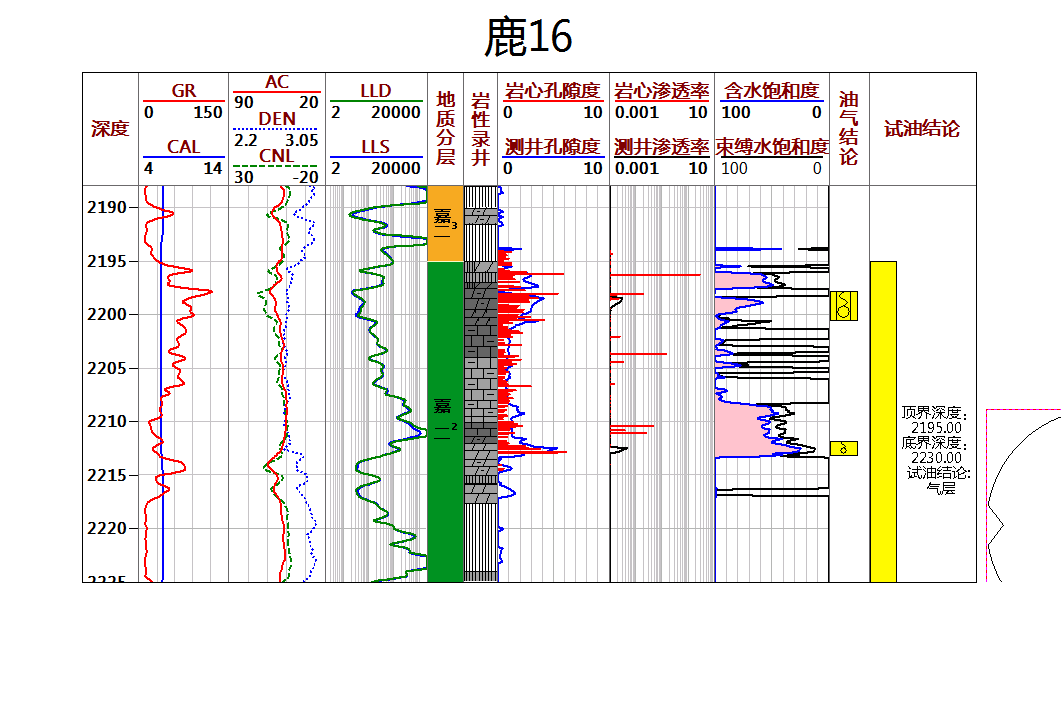 鹿16
深度
GR
0 150
CAL
4 14
AC
90 20
DEN
2.2 3.05
CNL
30 -20
LLD
2 20000
LLS
2 20000
地质分层
岩性录井
岩心孔隙度
0 10
测井孔隙度
0 10
岩心渗透率
0.001 10
测井渗透率
0.001 10
含水饱和度
100 0
束缚水饱和度
100 0
油气结论
试油结论
2190
2195
2200
2205
2210
2215
2220
2225
嘉二3
嘉二2
顶界深度:
2195.00
底界深度:
2230.00
试油结论:
气层